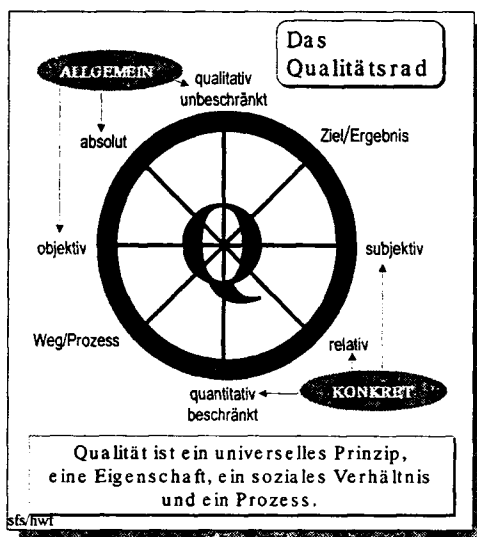 Das
Qualitätsrad
ALLGEMEIN
qualitativ
unbeschränkt
absolut
Ziel/Ergebnis
objektiv
Q
subjektiv
Weg/Prozess
relativ
quantitativ
beschränkt
KONKRET
Qualität ist ein universelles Prinzip,
eine Eigenschaft, ein soziales Verhältnis
und ein Prozess.
sfs/hwf